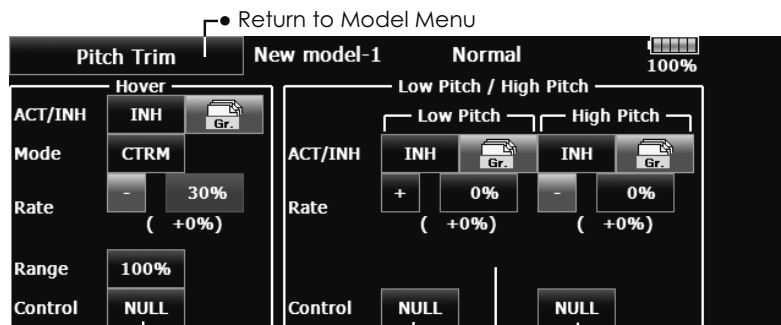 Return to Model Menu
Pitch Trim New model-1 Normal 100%
Hover
ACT/INH INH Gr.
Mode CTRM
Rate - 30%
( +0%)
Range 100%
Control NULL
Low Pitch / High Pitch
Low Pitch High Pitch
ACT/INH INH Gr. INH Gr.
Rate + 0% - 0%
( +0%) ( +0%)
Control NULL NULL